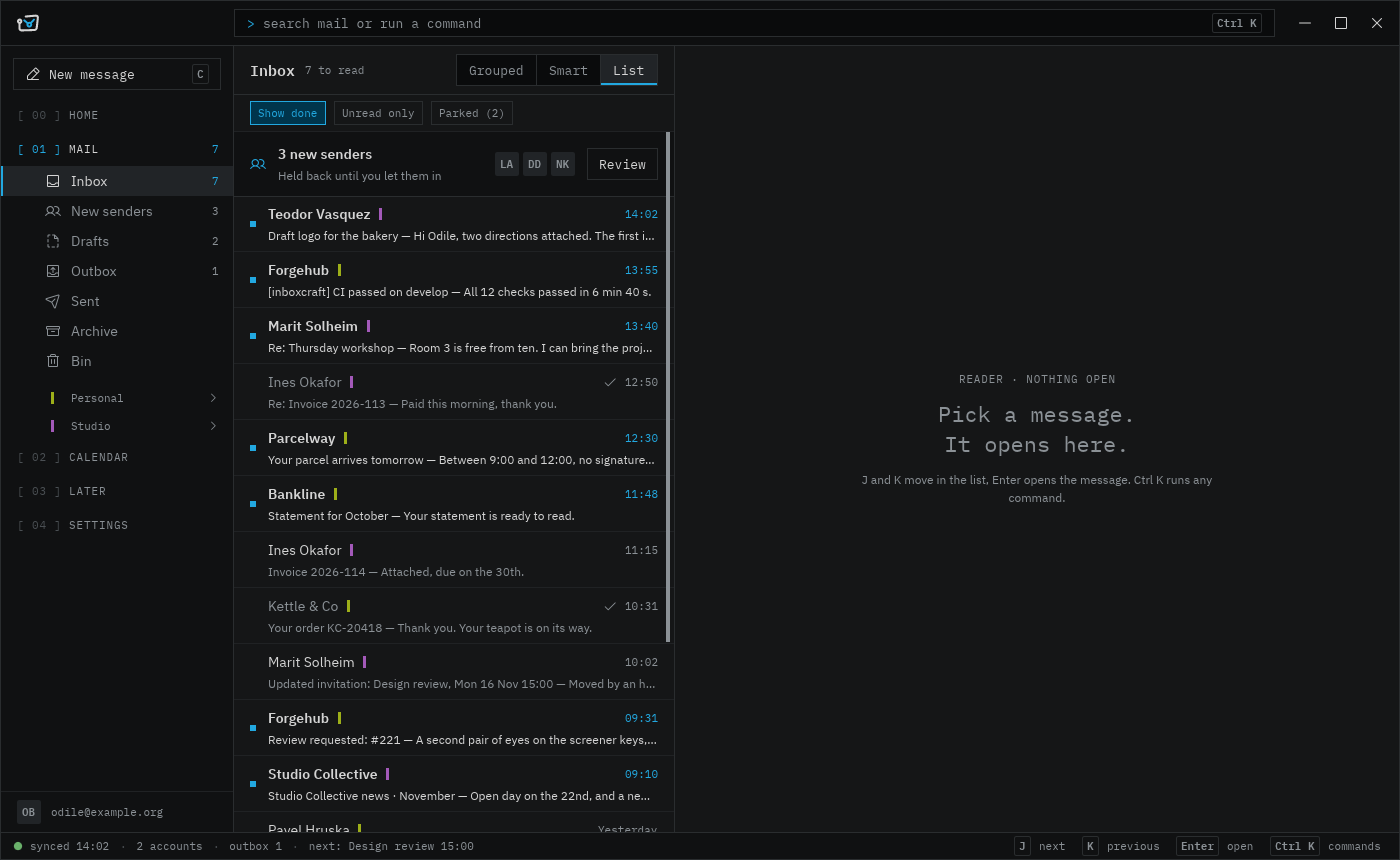 > search mail or run a command Ctrl K
New message C
[ 00 ] HOME
[ 01 ] MAIL 7
Inbox 7
New senders 3
Drafts 2
Outbox 1
Sent
Archive
Bin
Personal
Studio
[ 02 ] CALENDAR
[ 03 ] LATER
[ 04 ] SETTINGS
OB odile@example.org
Inbox 7 to read Grouped Smart List
Show done Unread only Parked (2)
3 new senders
Held back until you let them in
LA DD NK Review
Teodor Vasquez 14:02
Draft logo for the bakery — Hi Odile, two directions attached. The first i…
Forgehub 13:55
[inboxcraft] CI passed on develop — All 12 checks passed in 6 min 40 s.
Marit Solheim 13:40
Re: Thursday workshop — Room 3 is free from ten. I can bring the proj…
Ines Okafor 12:50
Re: Invoice 2026-113 — Paid this morning, thank you.
Parcelway 12:30
Your parcel arrives tomorrow — Between 9:00 and 12:00, no signature…
Bankline 11:48
Statement for October — Your statement is ready to read.
Ines Okafor 11:15
Invoice 2026-114 — Attached, due on the 30th.
Kettle & Co 10:31
Your order KC-20418 — Thank you. Your teapot is on its way.
Marit Solheim 10:02
Updated invitation: Design review, Mon 16 Nov 15:00 — Moved by an h…
Forgehub 09:31
Review requested: #221 — A second pair of eyes on the screener keys,…
Studio Collective 09:10
Studio Collective news · November — Open day on the 22nd, and a ne…
Pavel Hruska Yesterday
READER · NOTHING OPEN
Pick a message.
It opens here.
J and K move in the list, Enter opens the message. Ctrl K runs any
command.
synced 14:02 · 2 accounts · outbox 1 · next: Design review 15:00
J next K previous Enter open Ctrl K commands